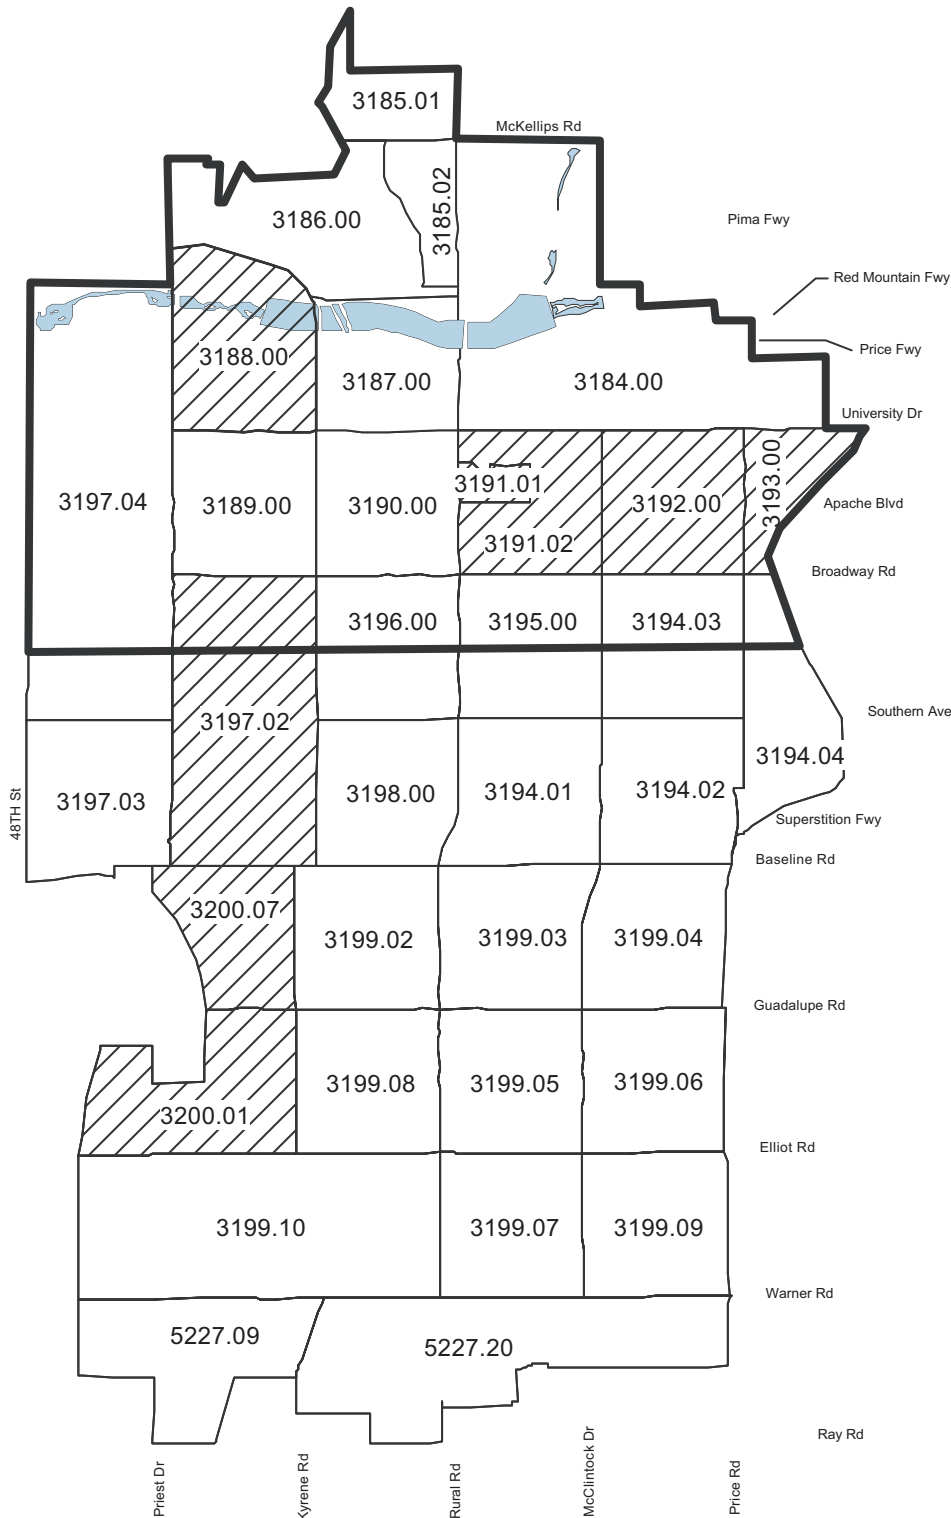 3185.01
McKellips Rd
3185.02
3186.00
Pima Fwy
Red Mountain Fwy
3188.00
Price Fwy
3187.00
3184.00
University Dr
3197.04
3189.00
3190.00
3191.01
3192.00
3193.00
Apache Blvd
3191.02
Broadway Rd
3196.00
3195.00
3194.03
Southern Ave
3197.02
3194.04
3197.03
3198.00
3194.01
3194.02
48TH St
Superstition Fwy
Baseline Rd
3200.07
3199.02
3199.03
3199.04
Guadalupe Rd
3199.08
3199.05
3199.06
3200.01
Elliot Rd
3199.10
3199.07
3199.09
Warner Rd
5227.09
5227.20
Ray Rd
Priest Dr
Kyrene Rd
Rural Rd
McClintock Dr
Price Rd